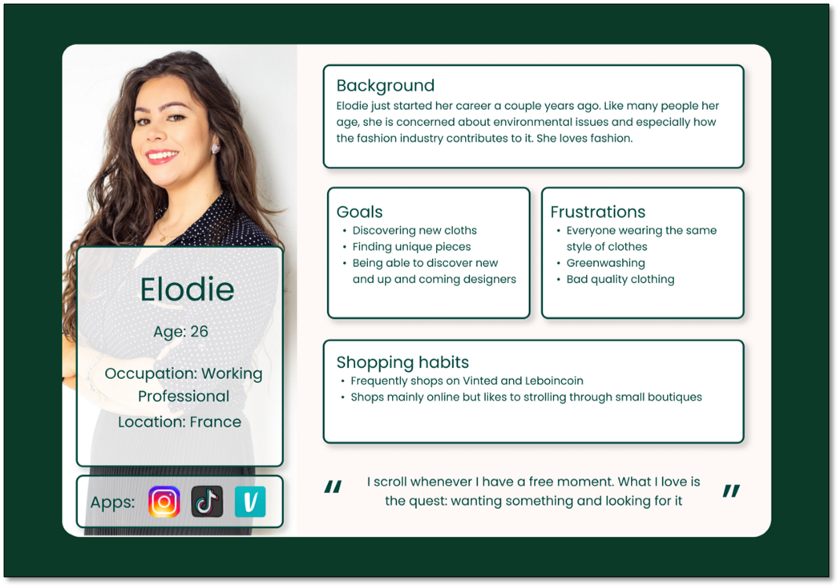 Elodie
Age: 26
Occupation: Working
Professional
Location: France
Apps:
Background
Elodie just started her career a couple years ago. Like many people her
age, she is concerned about environmental issues and especially how
the fashion industry contributes to it. She loves fashion.
Goals
• Discovering new cloths
• Finding unique pieces
• Being able to discover new
and up and coming designers
Frustrations
• Everyone wearing the same
style of clothes
• Greenwashing
• Bad quality clothing
Shopping habits
• Frequently shops on Vinted and Leboincoin
• Shops mainly online but likes to strolling through small boutiques
“ I scroll whenever I have a free moment. What I love is
the quest: wanting something and looking for it ”